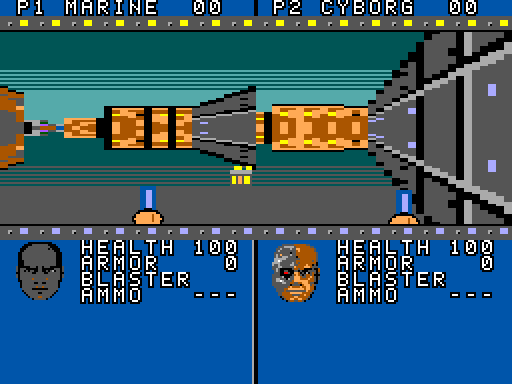 P1 MARINE 00
P2 CYBORG 00
HEALTH 100
ARMOR 0
BLASTER
AMMO ---
HEALTH 100
ARMOR 0
BLASTER
AMMO ---